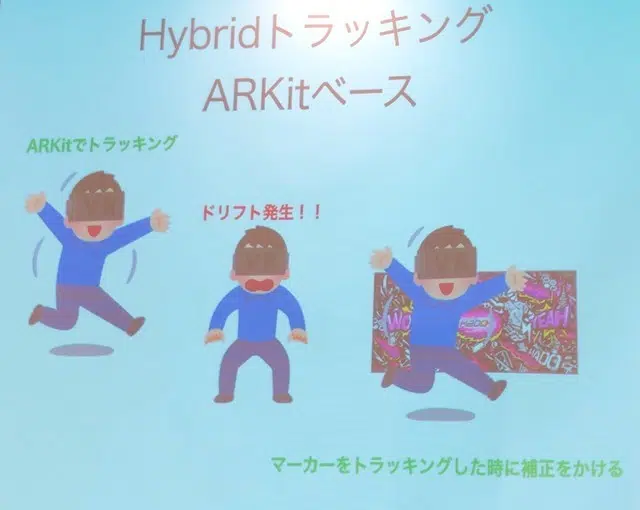 Hybridトラッキング
ARKitベース
ARKitでトラッキング
ドリフト発生！！
HADO
YEAH!
マーカーをトラッキングした時に補正をかける